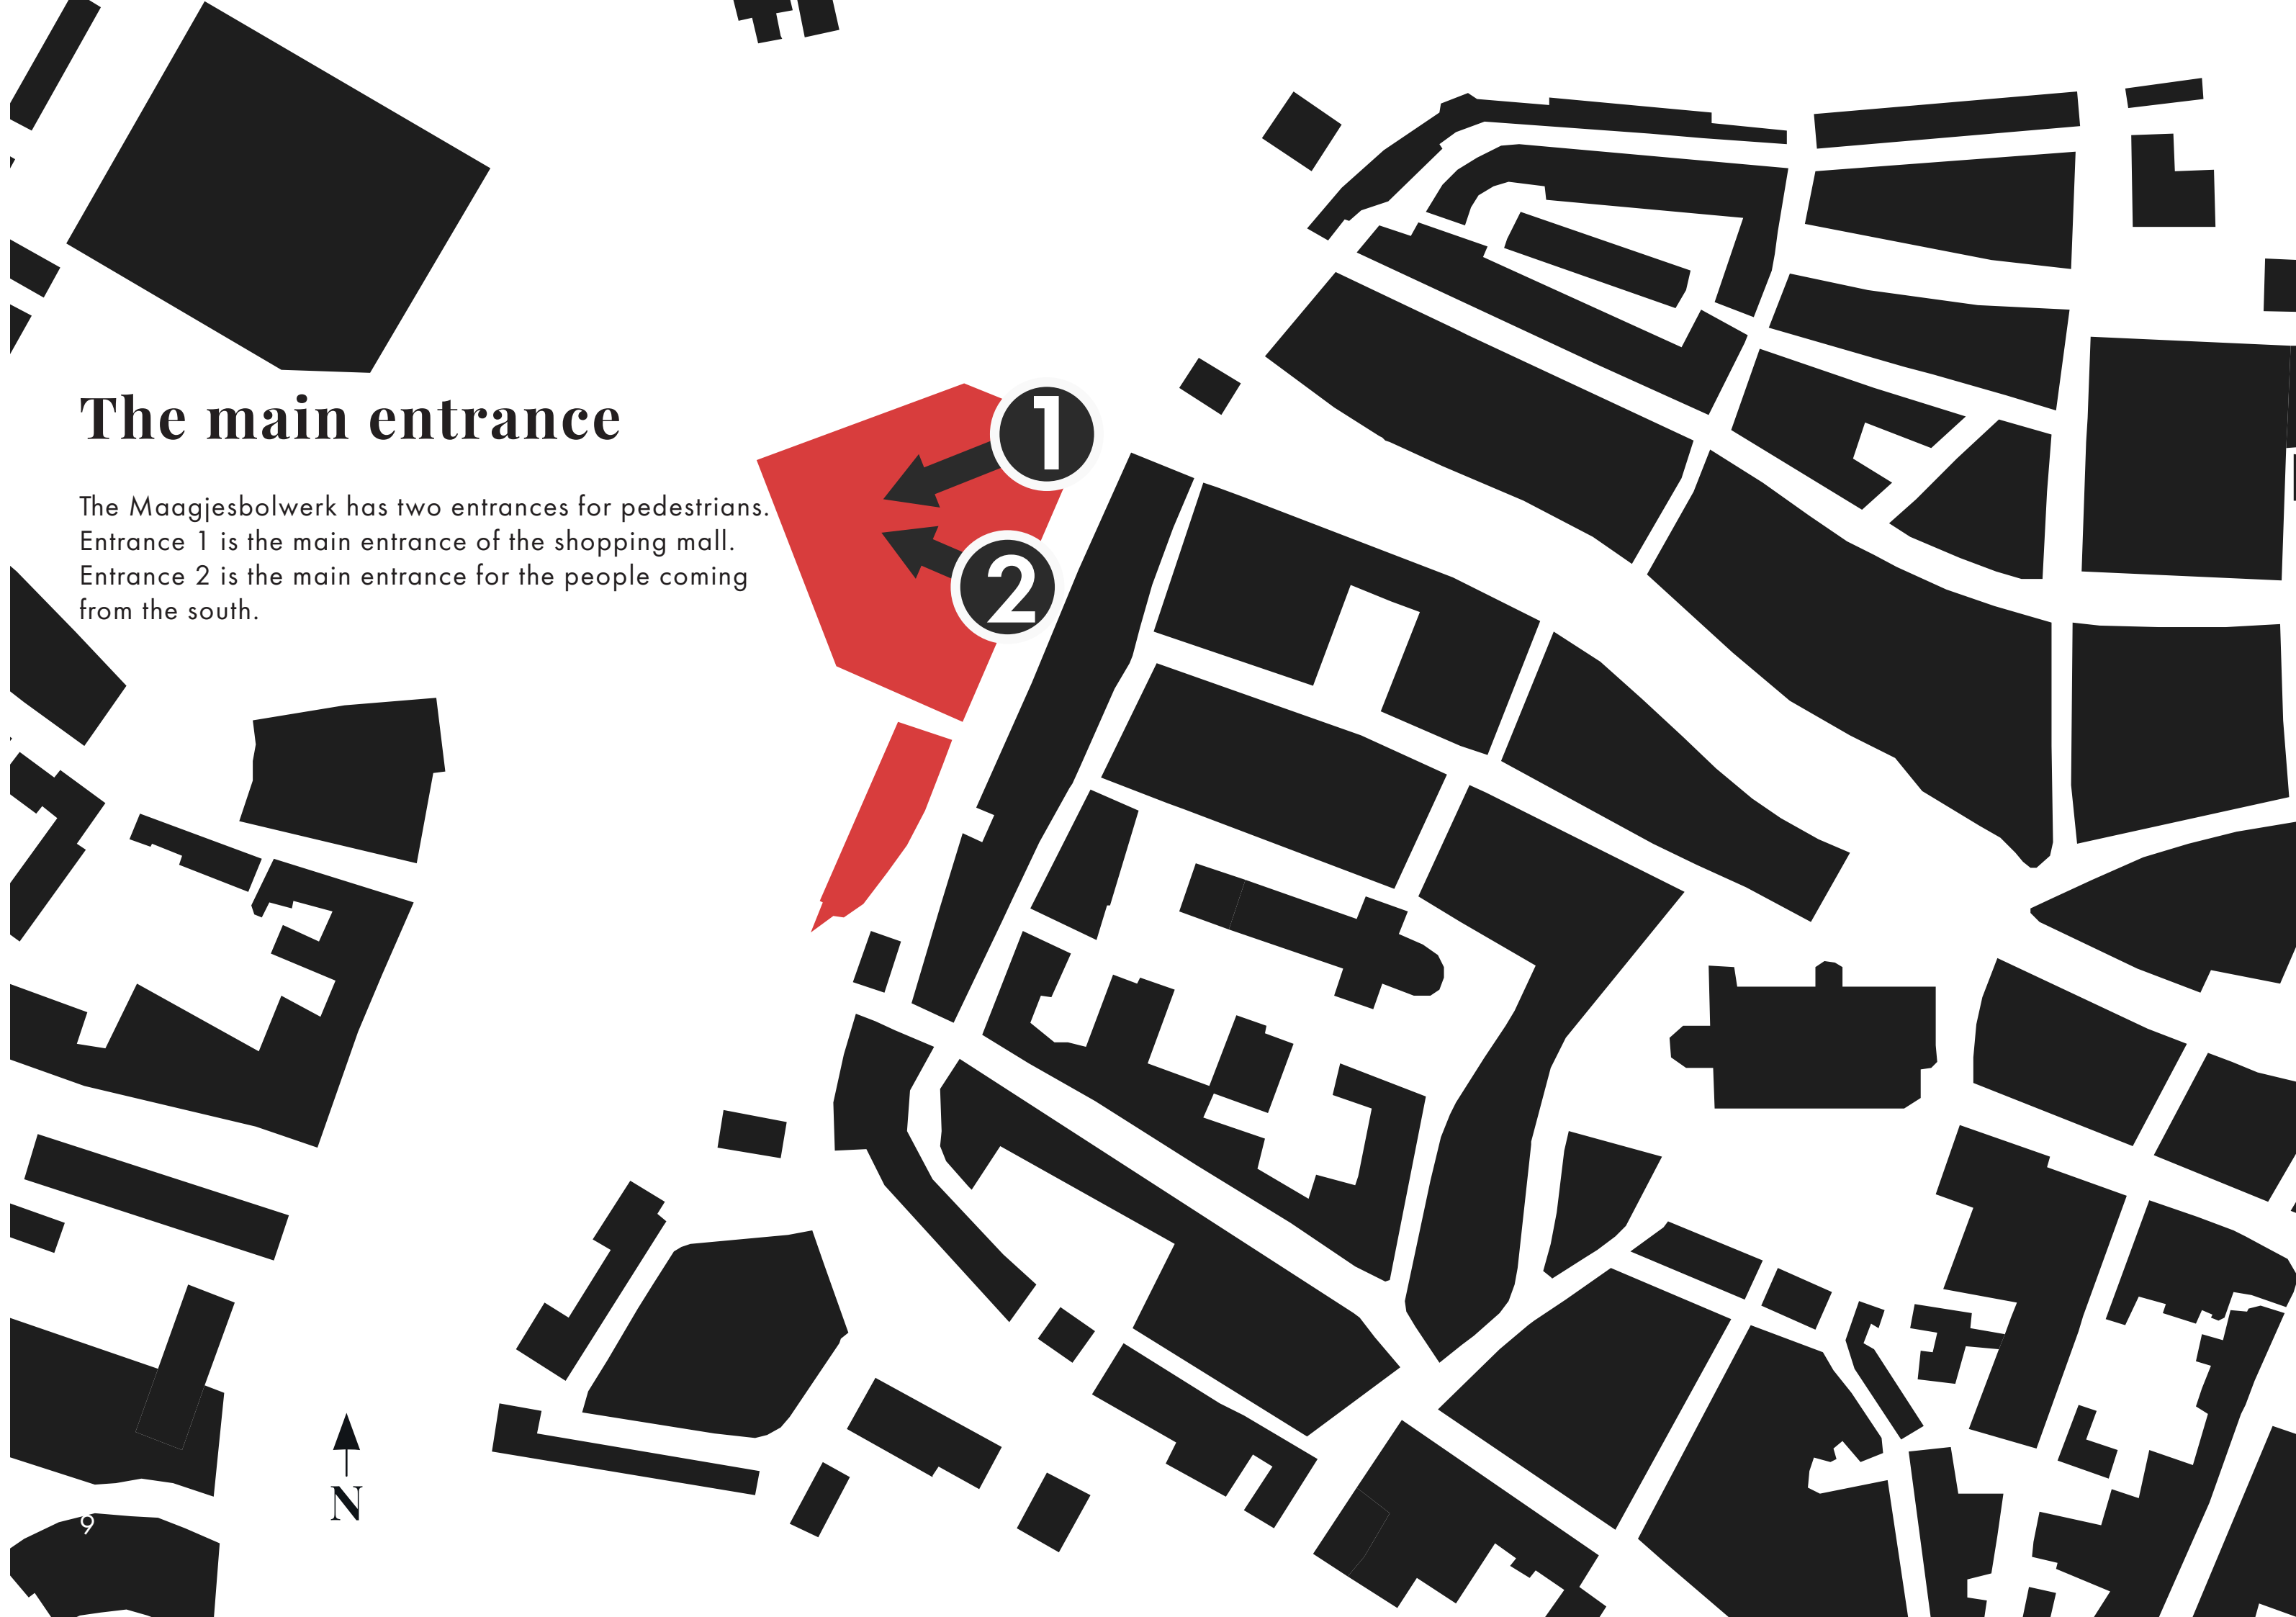 The main entrance
The Maagjesbolwerk has two entrances for pedestrians.
Entrance 1 is the main entrance of the shopping mall.
Entrance 2 is the main entrance for the people coming
from the south.
1
2
N
9